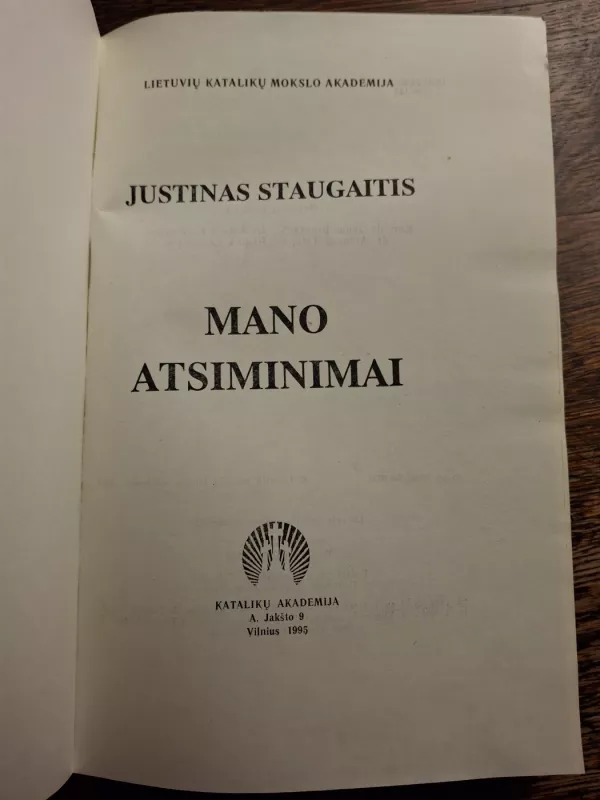 LIETUVIŲ KATALIKŲ MOKSLO AKADEMIJA
JUSTINAS STAUGAITIS
MANO
ATSIMINIMAI
KATALIKŲ AKADEMIJA
A. Jakšto 9
Vilnius 1995